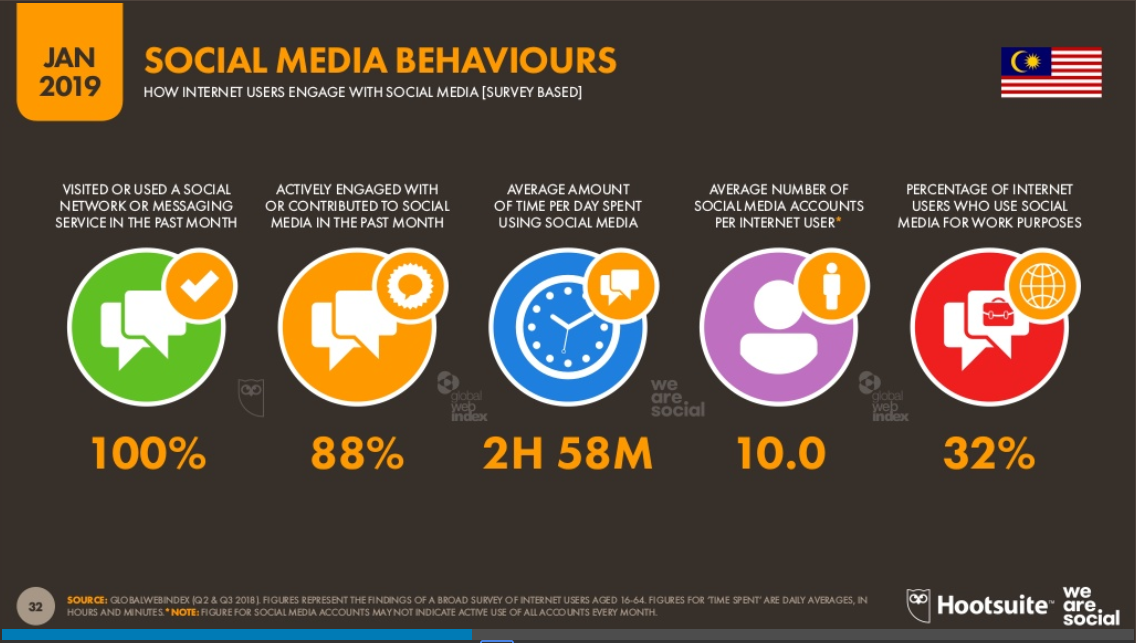 JAN
2019
SOCIAL MEDIA BEHAVIOURS
HOW INTERNET USERS ENGAGE WITH SOCIAL MEDIA [SURVEY BASED]
VISITED OR USED A SOCIAL
NETWORK OR MESSAGING
SERVICE IN THE PAST MONTH
100%
ACTIVELY ENGAGED WITH
OR CONTRIBUTED TO SOCIAL
MEDIA IN THE PAST MONTH
88%
AVERAGE AMOUNT
OF TIME PER DAY SPENT
USING SOCIAL MEDIA
2H 58M
AVERAGE NUMBER OF
SOCIAL MEDIA ACCOUNTS
PER INTERNET USER*
10.0
PERCENTAGE OF INTERNET
USERS WHO USE SOCIAL
MEDIA FOR WORK PURPOSES
32%
global
web
index
we
are
social
global
web
index
32
SOURCE: GLOBALWEBINDEX (Q2 & Q3 2018). FIGURES REPRESENT THE FINDINGS OF A BROAD SURVEY OF INTERNET USERS AGED 16-64. FIGURES FOR 'TIME SPENT' ARE DAILY AVERAGES, IN
HOURS AND MINUTES. *NOTE: FIGURE FOR SOCIAL MEDIA ACCOUNTS MAY NOT INDICATE ACTIVE USE OF ALL ACCOUNTS EVERY MONTH.
Hootsuite™
we
are
social